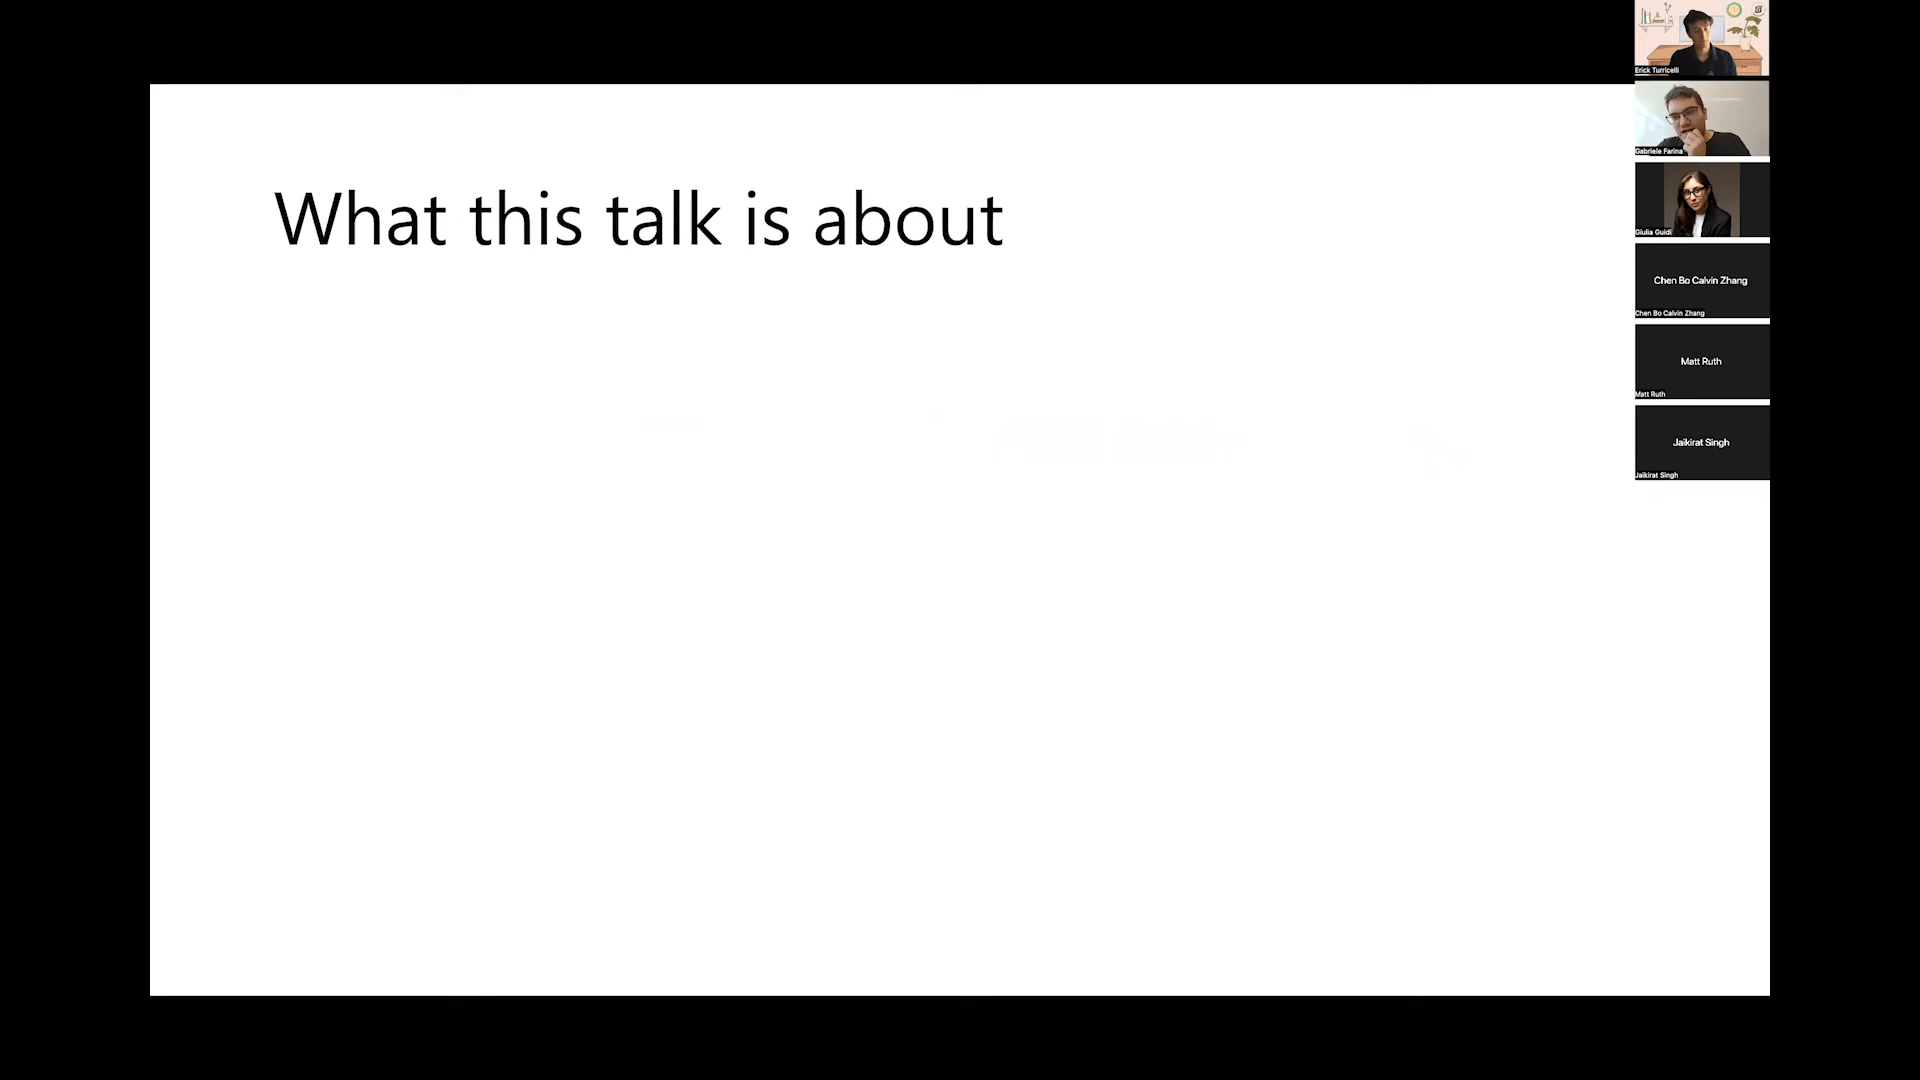 What this talk is about
Erick Turricelli
Gabriele Farina
Giulia Guidi
Chen Bo Calvin Zhang
Chen Bo Calvin Zhang
Matt Ruth
Matt Ruth
Jaikirat Singh
Jaikirat Singh